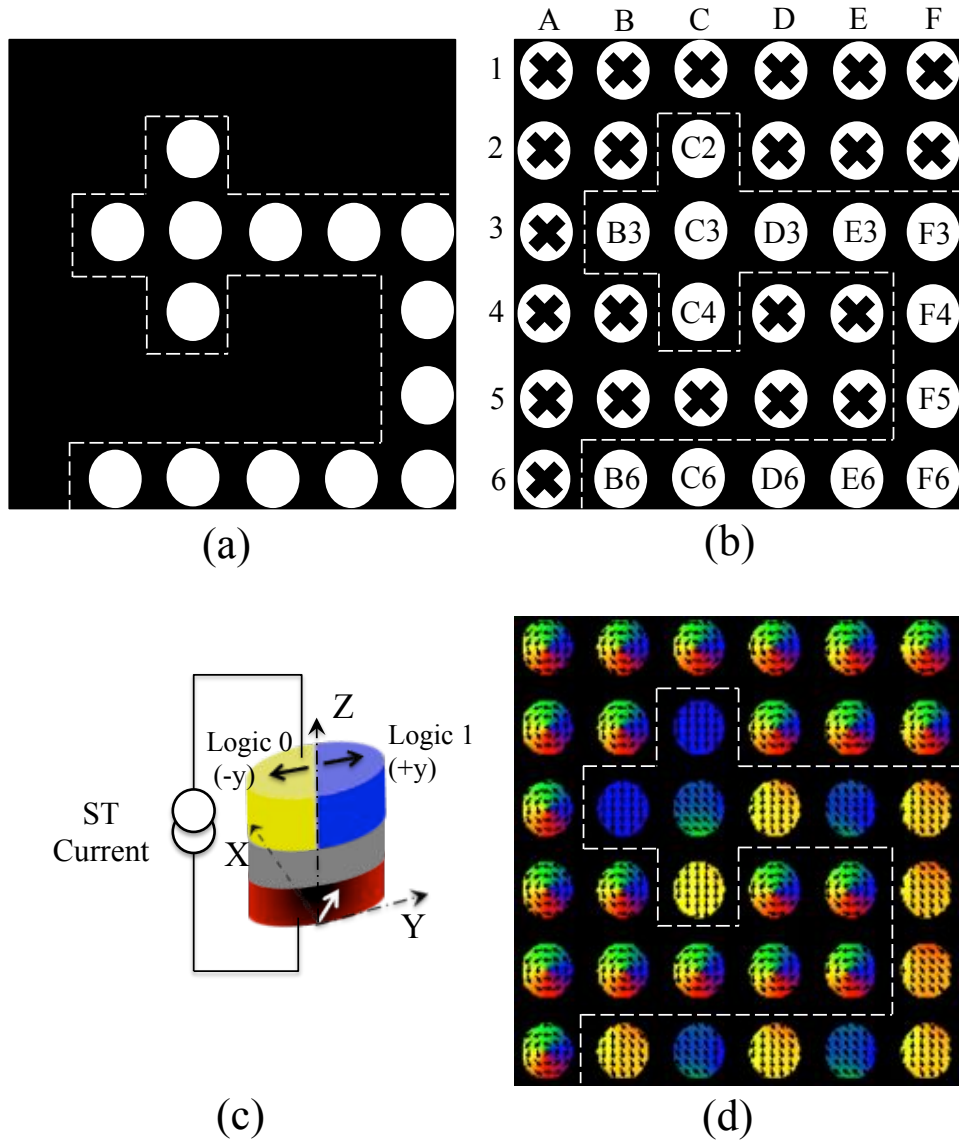 A B C D E F
1
2 C2
3 B3 C3 D3 E3 F3
4 C4 F4
5 F5
6 B6 C6 D6 E6 F6
(a)
(b)
Z
Logic 0
(-y)
Logic 1
(+y)
ST
Current
X
Y
(c)
(d)